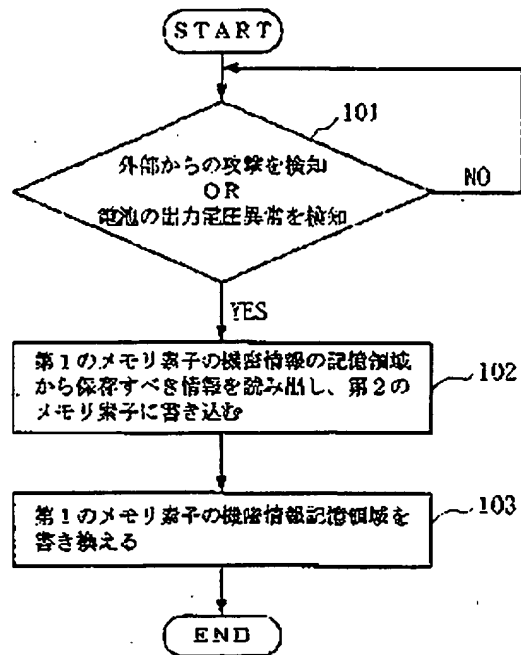 START
101
外部からの攻撃を検知
OR
電池の出力電圧異常を検知
NO
YES
第1のメモリ素子の機密情報の記憶領域
から保存すべき情報を読み出し、第2の
メモリ素子に書き込む
102
第1のメモリ素子の機密情報記憶領域を
書き換える
103
END